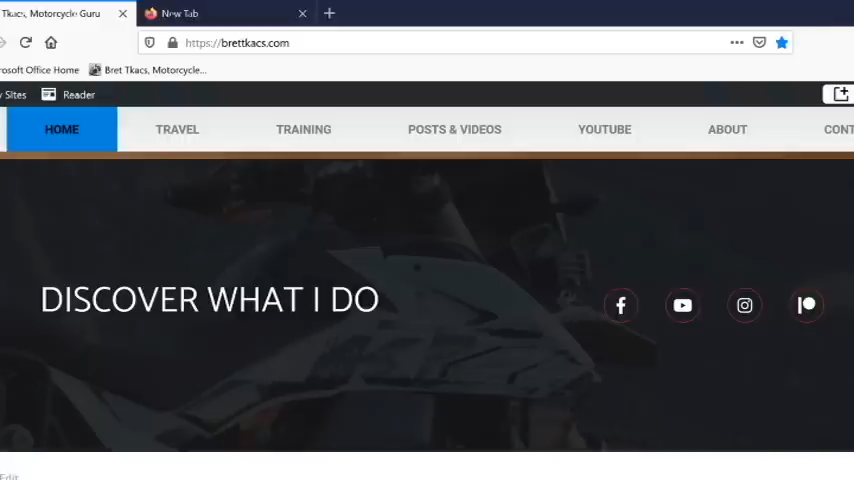 Tkacs, Motorcycle Guru
New Tab
https://brettkacs.com
rosoft Office Home
Bret Tkacs, Motorcycle...
Sites
Reader
HOME
TRAVEL
TRAINING
POSTS & VIDEOS
YOUTUBE
ABOUT
CONT
DISCOVER WHAT I DO
Edit